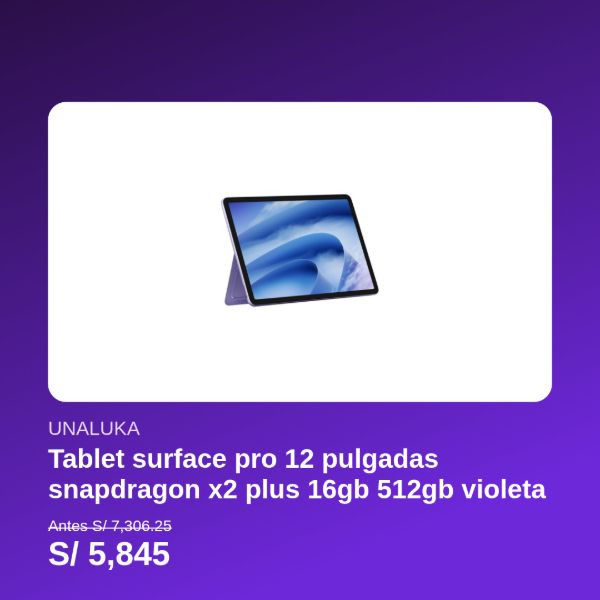 UNALUKA
Tablet surface pro 12 pulgadas
snapdragon x2 plus 16gb 512gb violeta
Antes S/ 7,306.25
S/ 5,845